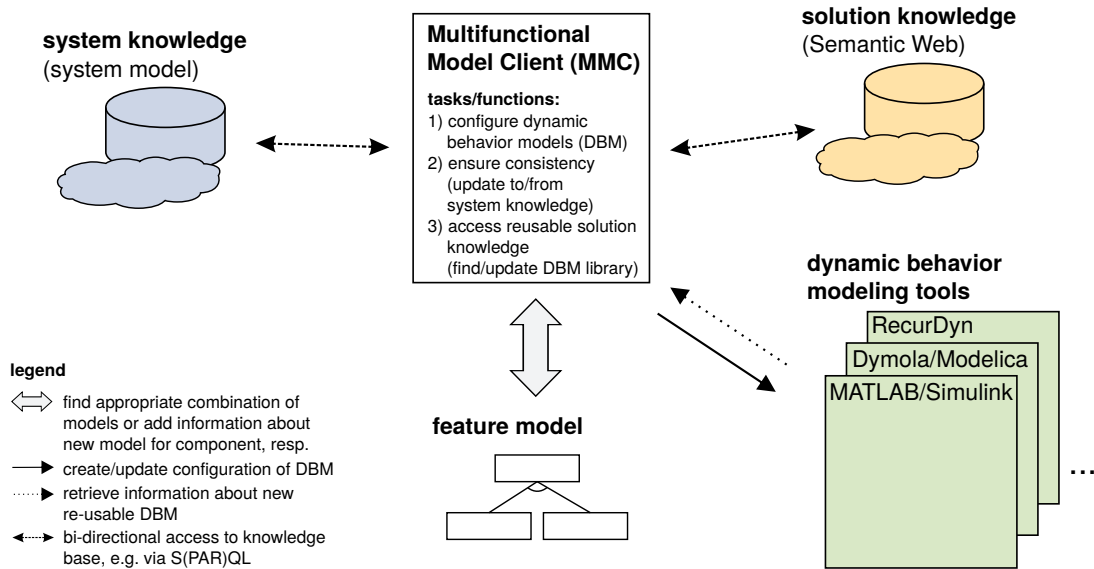 system knowledge
(system model)
Multifunctional
Model Client (MMC)
tasks/functions:
1) configure dynamic
behavior models (DBM)
2) ensure consistency
(update to/from
system knowledge)
3) access reusable solution
knowledge
(find/update DBM library)
solution knowledge
(Semantic Web)
dynamic behavior
modeling tools
RecurDyn
Dymola/Modelica
MATLAB/Simulink
...
feature model
legend
find appropriate combination of
models or add information about
new model for component, resp.
create/update configuration of DBM
retrieve information about new
re-usable DBM
bi-directional access to knowledge
base, e.g. via S(PAR)QL